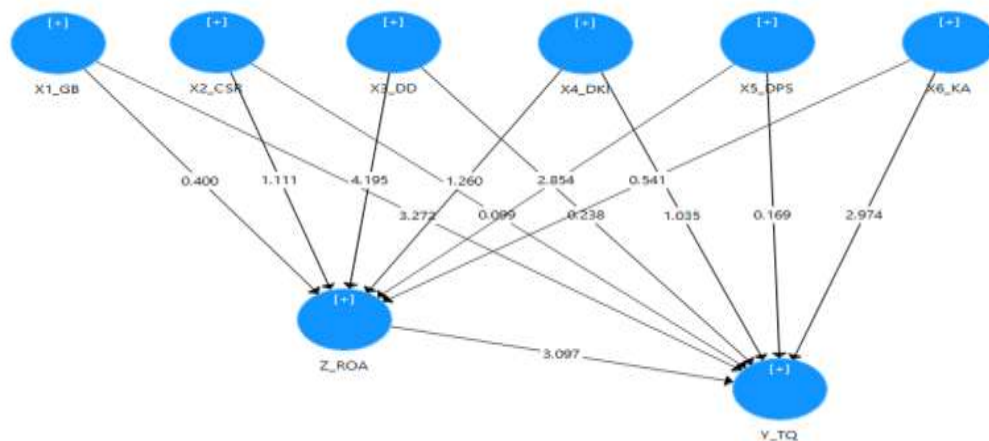 [+] [+] [+] [+] [+] [+]
X1_GB X2_CSR X3_DD X4_DKI X5_DPS X6_KA
0.400 1.111 4.195 1.260 2.854 0.541
3.272 0.099 0.238 1.035 0.169 2.974
[+]
Z_ROA
3.097
[+]
Y_TQ